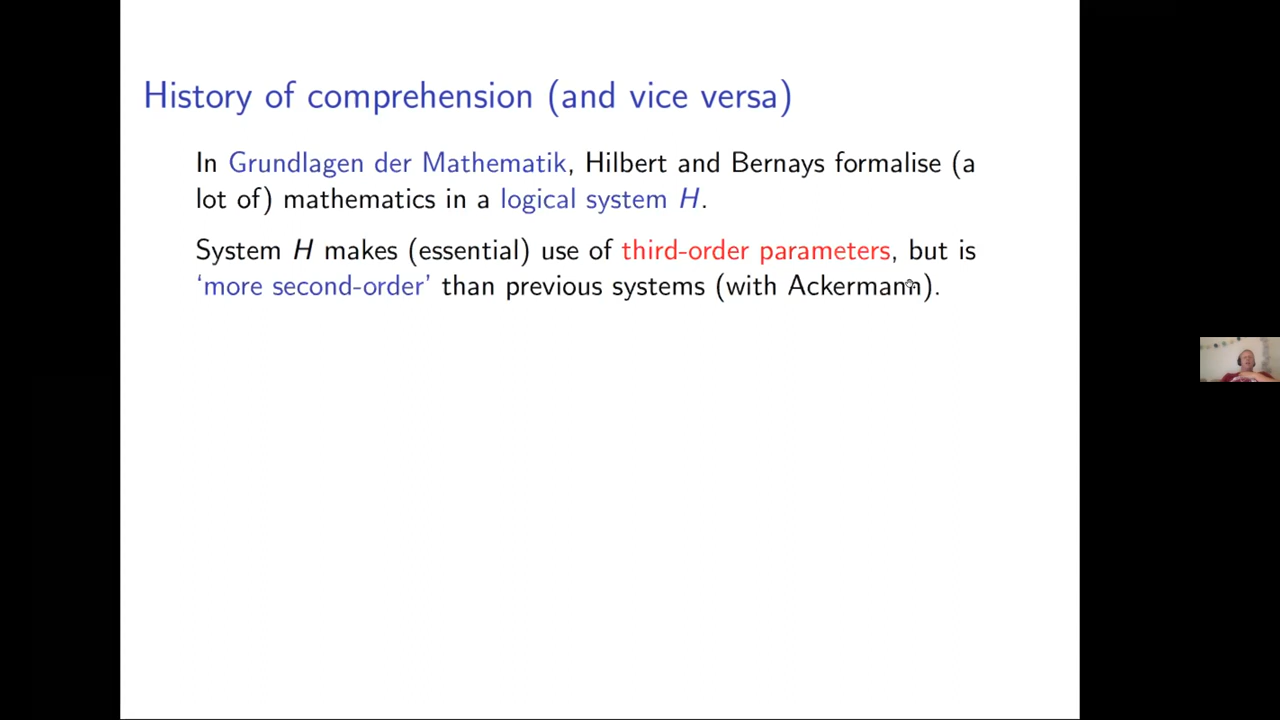 History of comprehension (and vice versa)
In Grundlagen der Mathematik, Hilbert and Bernays formalise (a
lot of) mathematics in a logical system H.
System H makes (essential) use of third-order parameters, but is
‘more second-order’ than previous systems (with Ackermann).